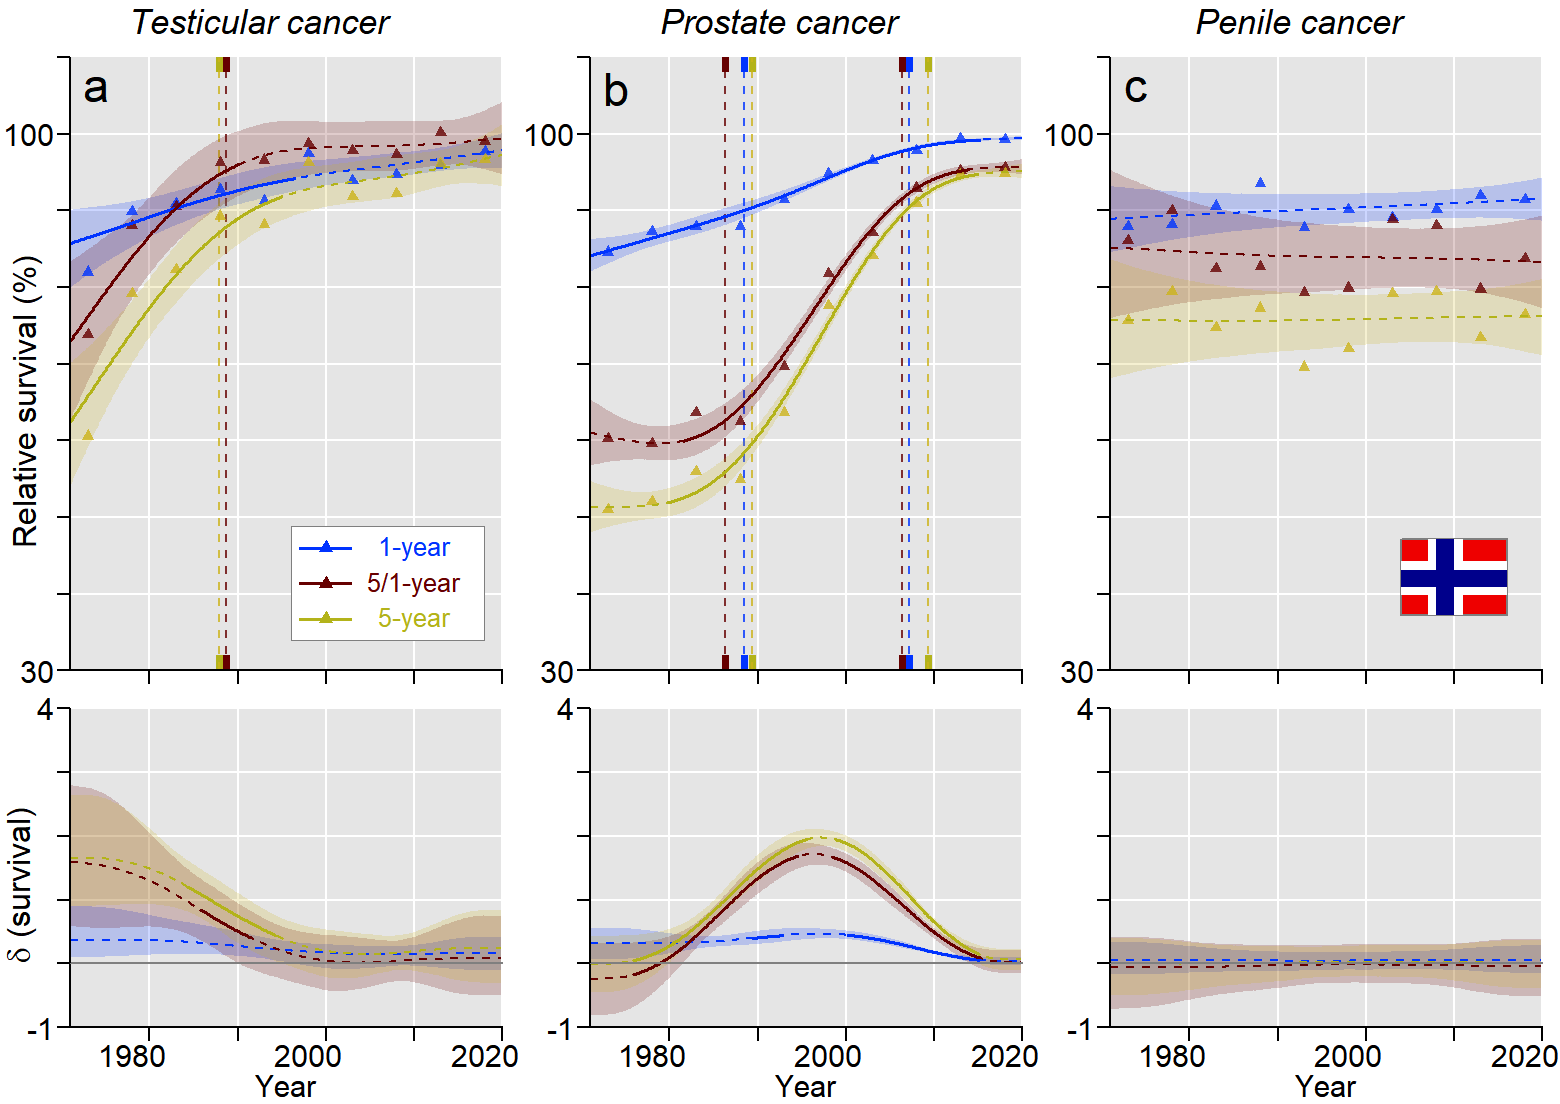 Testicular cancer Prostate cancer Penile cancer
a b c
100 100 100
Relative survival (%)
1-year
5/1-year
5-year
30 30 30
4 4 4
δ (survival)
-1 -1 -1
1980 2000 2020 1980 2000 2020 1980 2000 2020
Year Year Year